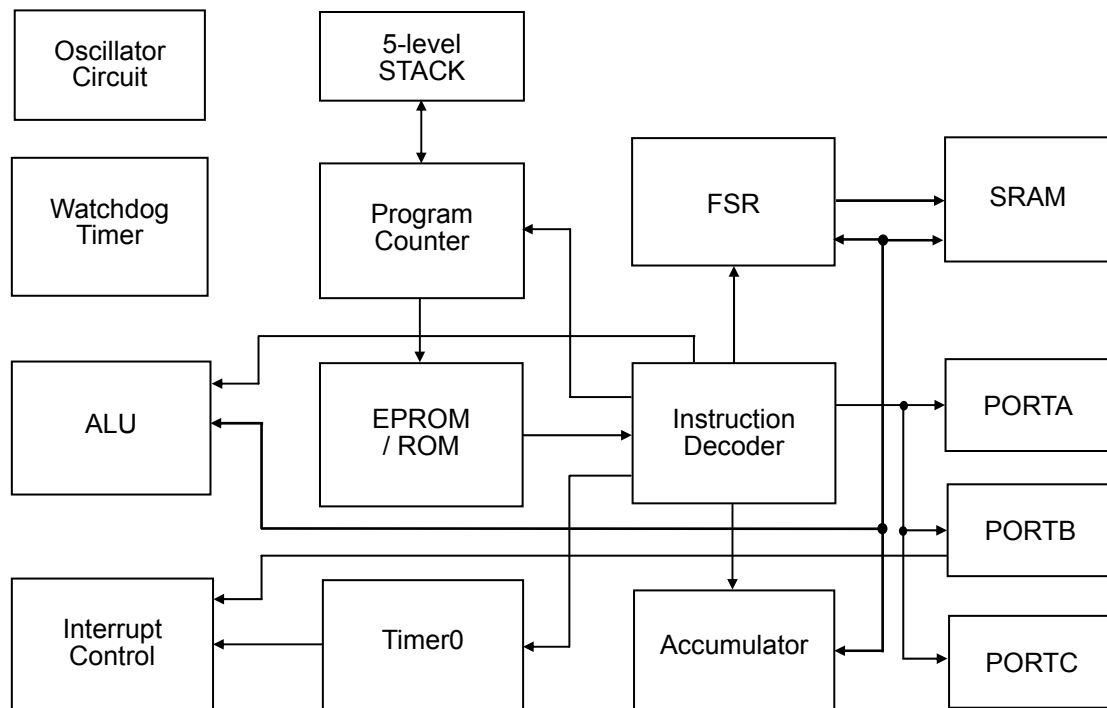 Oscillator
Circuit
5-level
STACK
Watchdog
Timer
Program
Counter
FSR
SRAM
ALU
EPROM
/ ROM
Instruction
Decoder
PORTA
PORTB
Interrupt
Control
Timer0
Accumulator
PORTC